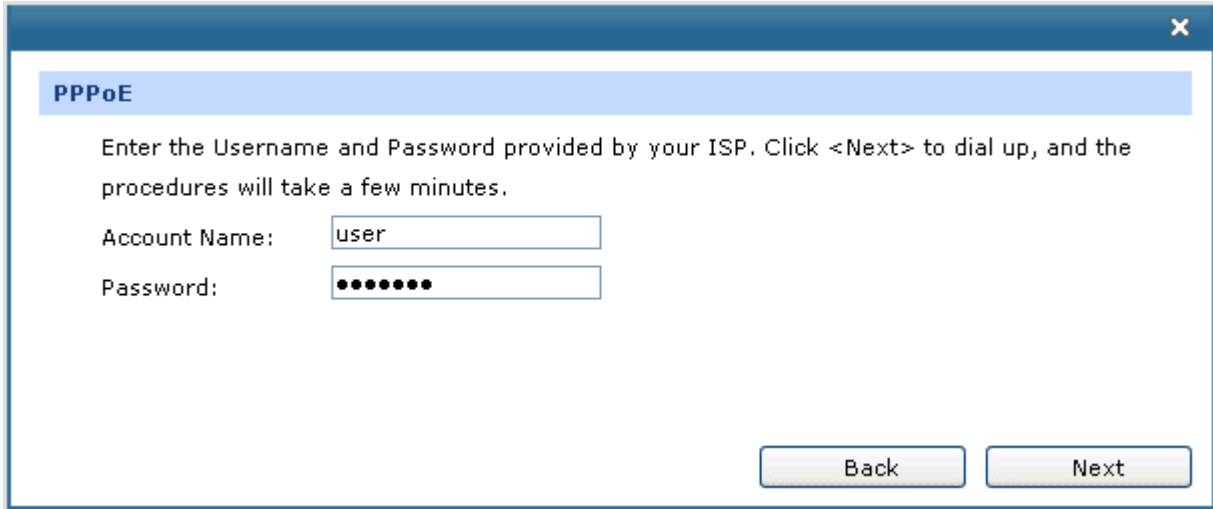 PPPoE
Enter the Username and Password provided by your ISP. Click <Next> to dial up, and the
procedures will take a few minutes.
Account Name: user
Password: •••••••
Back Next